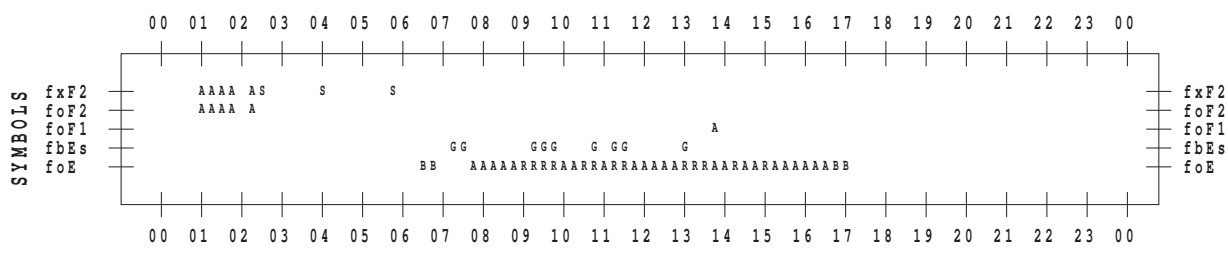 00 01 02 03 04 05 06 07 08 09 10 11 12 13 14 15 16 17 18 19 20 21 22 23 00
SYMBOLS
fxF2 AAAA AS S S fxF2
foF2 AAAA A foF2
foF1 A foF1
fbEs GG GGG G GG G fbEs
foE BB AAAAARRRRAARRARRAAAAARRRAARAARAAAAAABB foE
00 01 02 03 04 05 06 07 08 09 10 11 12 13 14 15 16 17 18 19 20 21 22 23 00